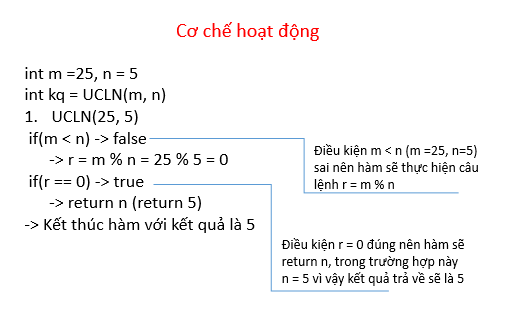 Cơ chế hoạt động
int m =25, n = 5
int kq = UCLN(m, n)
1. UCLN(25, 5)
if(m < n) -> false
-> r = m % n = 25 % 5 = 0
if(r == 0) -> true
-> return n (return 5)
-> Kết thúc hàm với kết quả là 5
Điều kiện m < n (m =25, n=5)
sai nên hàm sẽ thực hiện câu
lệnh r = m % n
Điều kiện r = 0 đúng nên hàm sẽ
return n, trong trường hợp này
n = 5 vì vậy kết quả trả về sẽ là 5